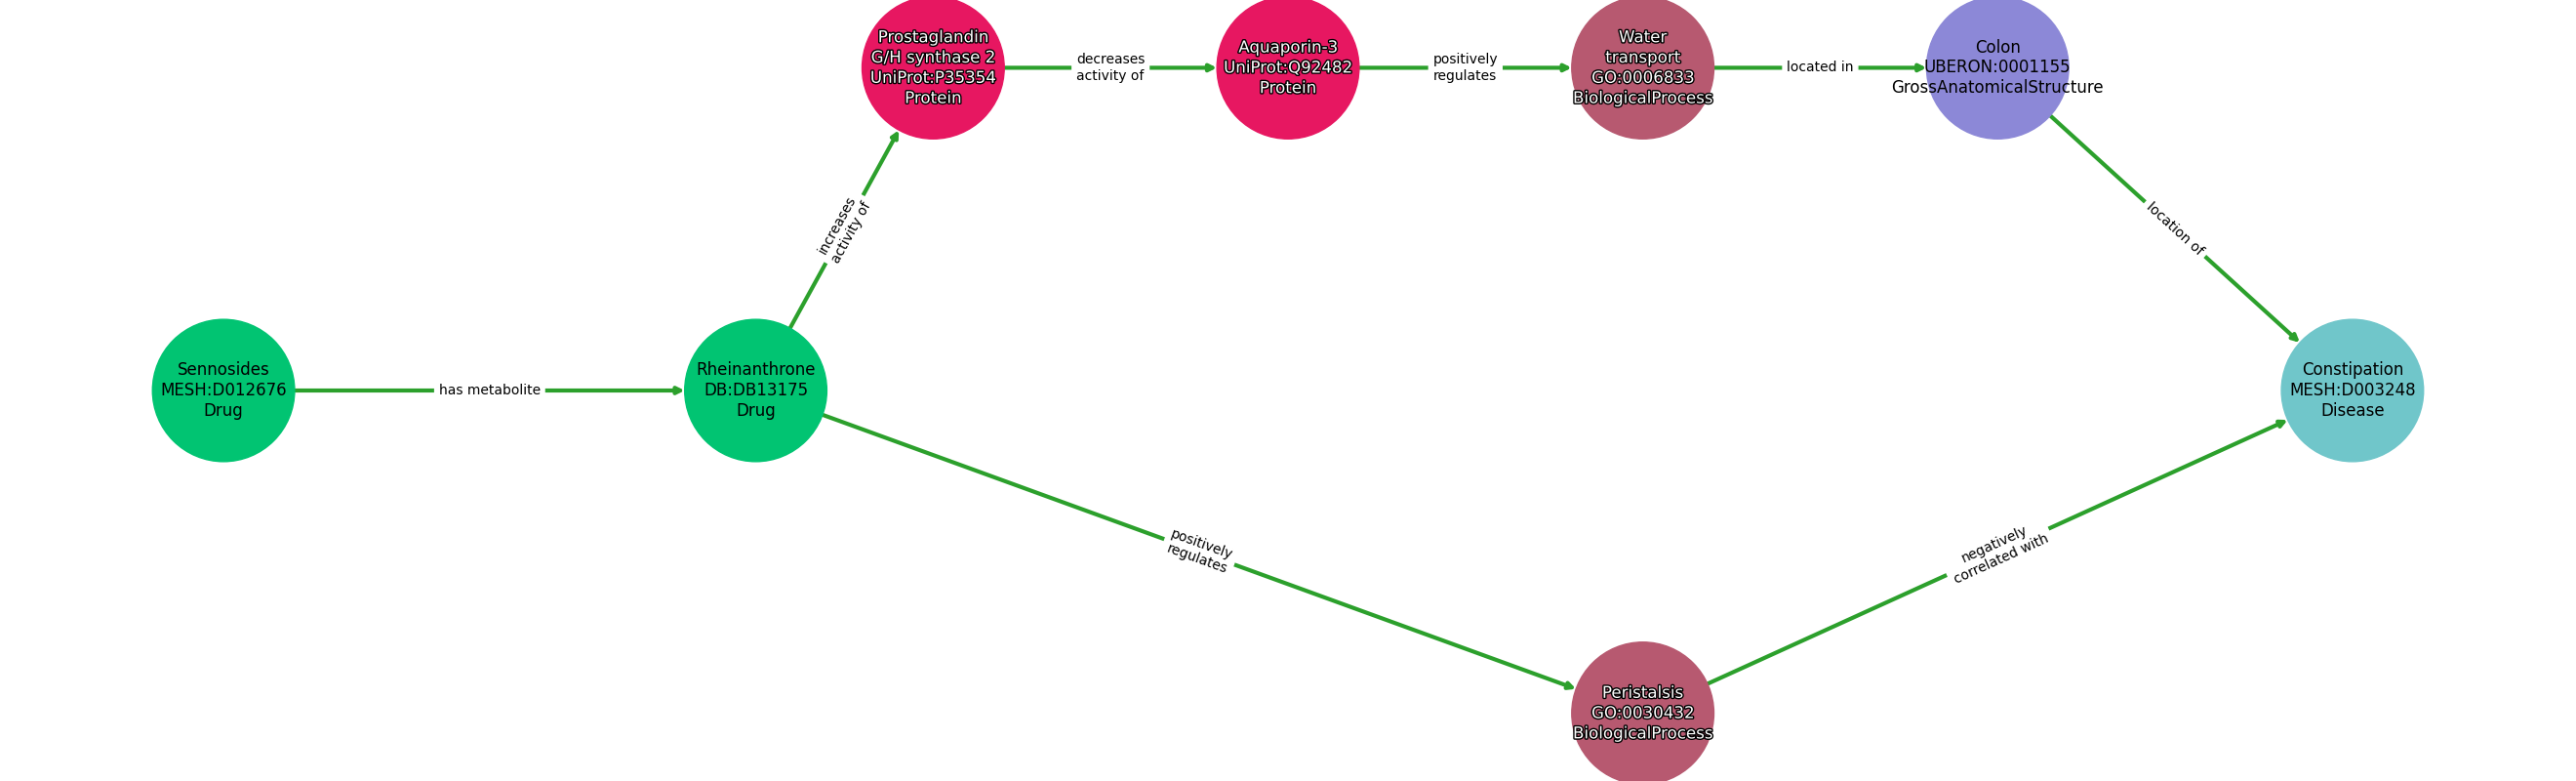 Prostaglandin
G/H synthase 2
UniProt:P35354
Protein
decreases
activity of
Aquaporin-3
UniProt:Q92482
Protein
positively
regulates
Water
transport
GO:0006833
BiologicalProcess
located in
Colon
UBERON:0001155
GrossAnatomicalStructure
increases
activity of
location of
Sennosides
MESH:D012676
Drug
has metabolite
Rheinanthrone
DB:DB13175
Drug
Constipation
MESH:D003248
Disease
positively
regulates
negatively
correlated with
Peristalsis
GO:0030432
BiologicalProcess